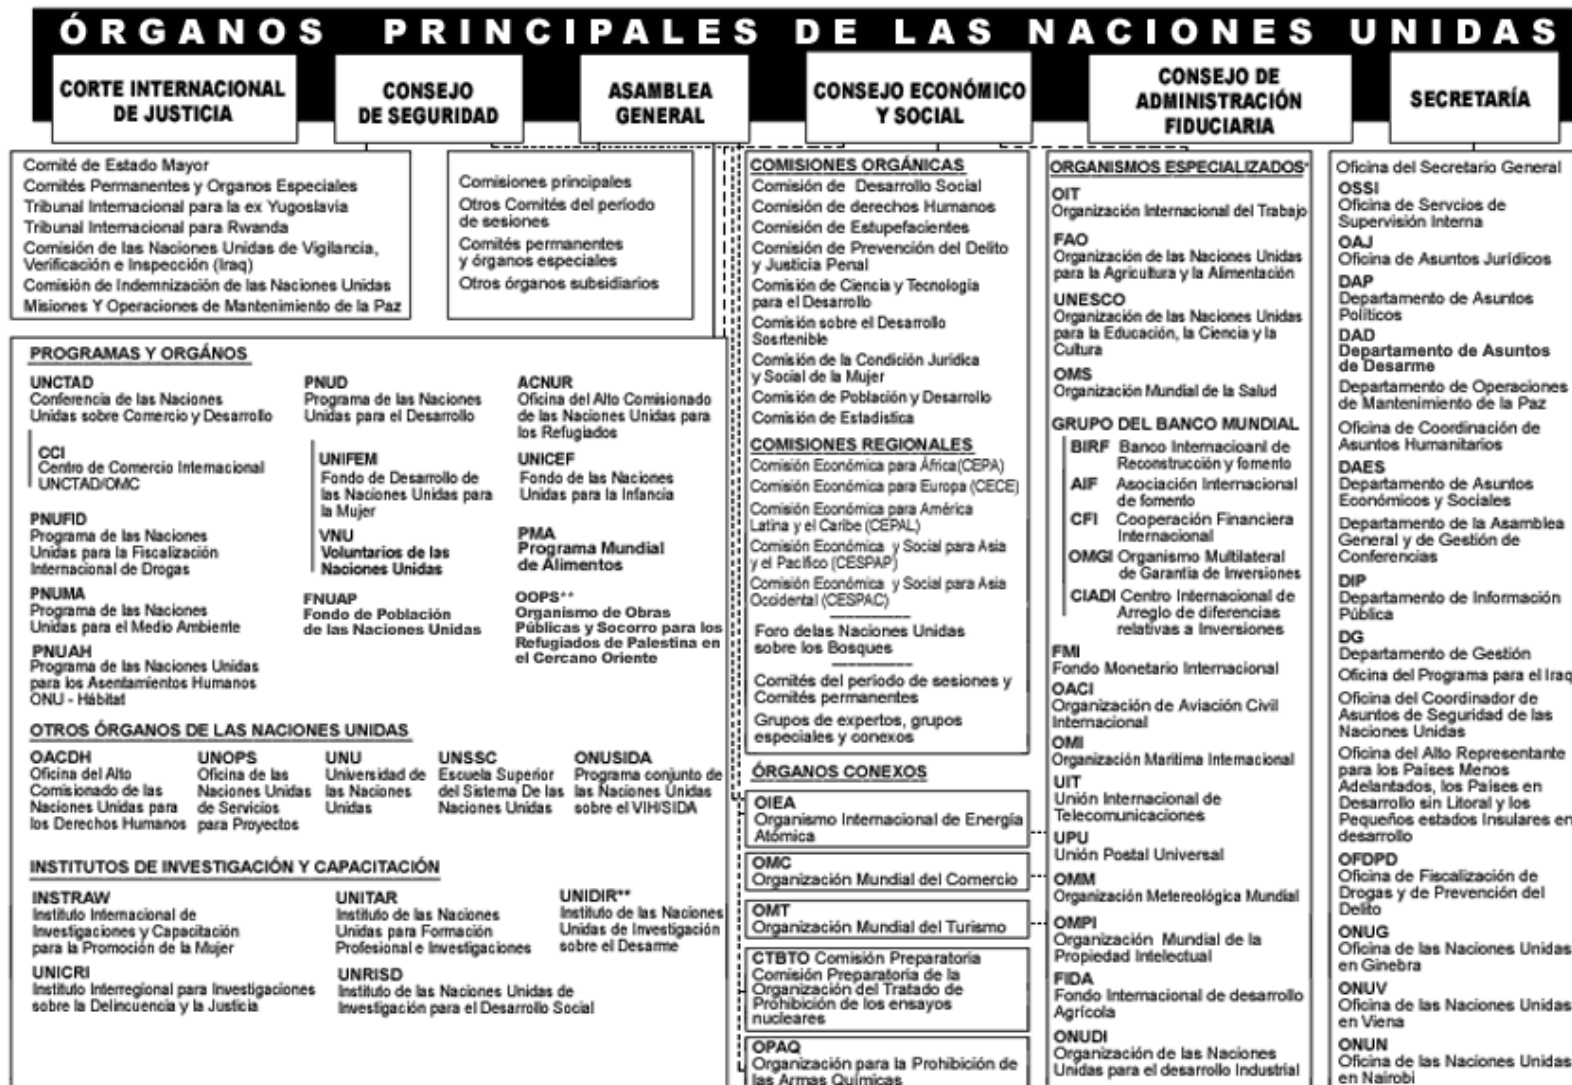 ÓRGANOS PRINCIPALES DE LAS NACIONES UNIDAS
CORTE INTERNACIONAL
DE JUSTICIA
CONSEJO
DE SEGURIDAD
ASAMBLEA
GENERAL
CONSEJO ECONÓMICO
Y SOCIAL
CONSEJO DE
ADMINISTRACIÓN
FIDUCIARIA
SECRETARÍA
Comité de Estado Mayor
Comités Permanentes y Organos Especiales
Tribunal Internacional para la ex Yugoslavia
Tribunal Internacional para Rwanda
Comisión de las Naciones Unidas de Vigilancia,
Verificación e Inspección (Iraq)
Comisión de Indemnización de las Naciones Unidas
Misiones Y Operaciones de Mantenimiento de la Paz
Comisiones principales
Otros Comités del período
de sesiones
Comités permanentes
y órganos especiales
Otros órganos subsidiarios
PROGRAMAS Y ORGÁNOS
UNCTAD
Conferencia de las Naciones
Unidas sobre Comercio y Desarrollo
CCI
Centro de Comercio Internacional
UNCTAD/OMC
PNUFID
Programa de las Naciones
Unidas para la Fiscalización
Internacional de Drogas
PNUMA
Programa de las Naciones
Unidas para el Medio Ambiente
PNUAH
Programa de las Naciones Unidas
para los Asentamientos Humanos
ONU - Hábitat
PNUD
Programa de las Naciones
Unidas para el Desarrollo
UNIFEM
Fondo de Desarrollo de
las Naciones Unidas para
la Mujer
VNU
Voluntarios de las
Naciones Unidas
FNUAP
Fondo de Población
de las Naciones Unidas
ACNUR
Oficina del Alto Comisionado
de las Naciones Unidas para
los Refugiados
UNICEF
Fondo de las Naciones
Unidas para la Infancia
PMA
Programa Mundial
de Alimentos
OOPS**
Organismo de Obras
Públicas y Socorro para los
Refugiados de Palestina en
el Cercano Oriente
OTROS ÓRGANOS DE LAS NACIONES UNIDAS
OACDH
Oficina del Alto
Comisionado de las
Naciones Unidas para
los Derechos Humanos
UNOPS
Oficina de las
Naciones Unidas
de Servicios
para Proyectos
UNU
Universidad de
las Naciones
Unidas
UNSSC
Escuela Superior
del Sistema De las
Naciones Unidas
ONUSIDA
Programa conjunto de
las Naciones Unidas
sobre el VIH/SIDA
INSTITUTOS DE INVESTIGACIÓN Y CAPACITACIÓN
INSTRAW
Instituto Internacional de
Investigaciones y Capacitación
para la Promoción de la Mujer
UNITAR
Instituto de las Naciones
Unidas para Formación
Profesional e Investigaciones
UNIDIR**
Instituto de las Naciones
Unidas de Investigación
sobre el Desarme
UNICRI
Instituto Interregional para Investigaciones
sobre la Delincuencia y la Justicia
UNRISD
Instituto de las Naciones Unidas de
Investigación para el Desarrollo Social
COMISIONES ORGÁNICAS
Comisión de Desarrollo Social
Comisión de derechos Humanos
Comisión de Estupefacientes
Comisión de Prevención del Delito
y Justicia Penal
Comisión de Ciencia y Tecnología
para el Desarrollo
Comisión sobre el Desarrollo
Sosrtenible
Comisión de la Condición Jurídica
y Social de la Mujer
Comisión de Población y Desarrollo
Comisión de Estadística
COMISIONES REGIONALES
Comisión Económica para África(CEPA)
Comisión Económica para Europa (CECE)
Comisión Económica para América
Latina y el Caribe (CEPAL)
Comisión Económica y Social para Asia
y el Pacífico (CESPAP)
Comisión Económica y Social para Asia
Occidental (CESPAC)
Foro delas Naciones Unidas
sobre los Bosques
Comités del período de sesiones y
Comités permanentes
Grupos de expertos, grupos
especiales y conexos
ÓRGANOS CONEXOS
OIEA
Organismo Internacional de Energía
Atómica
OMC
Organización Mundial del Comercio
OMT
Organización Mundial del Turismo
CTBTO Comisión Preparatoria
Comisión Preparatoria de la
Organización del Tratado de
Prohibición de los ensayos
nucleares
OPAQ
Organización para la Prohibición de
las Armas Químicas
ORGANISMOS ESPECIALIZADOS*
OIT
Organización Internacional del Trabajo
FAO
Organización de las Naciones Unidas
para la Agricultura y la Alimentación
UNESCO
Organización de las Naciones Unidas
para la Educación, la Ciencia y la
Cultura
OMS
Organización Mundial de la Salud
GRUPO DEL BANCO MUNDIAL
BIRF Banco Internacioanl de
Reconstrucción y fomento
AIF Asociación Internacional
de fomento
CFI Cooperación Financiera
Internacional
OMGI Organismo Multilateral
de Garantía de Inversiones
CIADI Centro Internacional de
Arreglo de diferencias
relativas a Inversiones
FMI
Fondo Monetario Internacional
OACI
Organización de Aviación Civil
Internacional
OMI
Organización Marítima Internacional
UIT
Unión Internacional de
Telecomunicaciones
UPU
Unión Postal Universal
OMM
Organización Metereológica Mundial
OMPI
Organización Mundial de la
Propiedad Intelectual
FIDA
Fondo Internacional de desarrollo
Agrícola
ONUDI
Organización de las Naciones
Unidas para el desarrollo Industrial
Oficina del Secretario General
OSSI
Oficina de Servcios de
Supervisión Interna
OAJ
Oficina de Asuntos Jurídicos
DAP
Departamento de Asuntos
Políticos
DAD
Departamento de Asuntos
de Desarme
Departamento de Operaciones
de Mantenimiento de la Paz
Oficina de Coordinación de
Asuntos Humanitarios
DAES
Departamento de Asuntos
Económicos y Sociales
Departamento de la Asamblea
General y de Gestión de
Conferencias
DIP
Departamento de Información
Pública
DG
Departamento de Gestión
Oficina del Programa para el Iraq
Oficina del Coordinador de
Asuntos de Seguridad de las
Naciones Unidas
Oficina del Alto Representante
para los Países Menos
Adelantados, los Países en
Desarrollo sin Litoral y los
Pequeños estados Insulares en
desarrollo
OFDPD
Oficina de Fiscalización de
Drogas y de Prevención del
Delito
ONUG
Oficina de las Naciones Unidas
en Ginebra
ONUV
Oficina de las Naciones Unidas
en Viena
ONUN
Oficina de las Naciones Unidas
en Nairobi